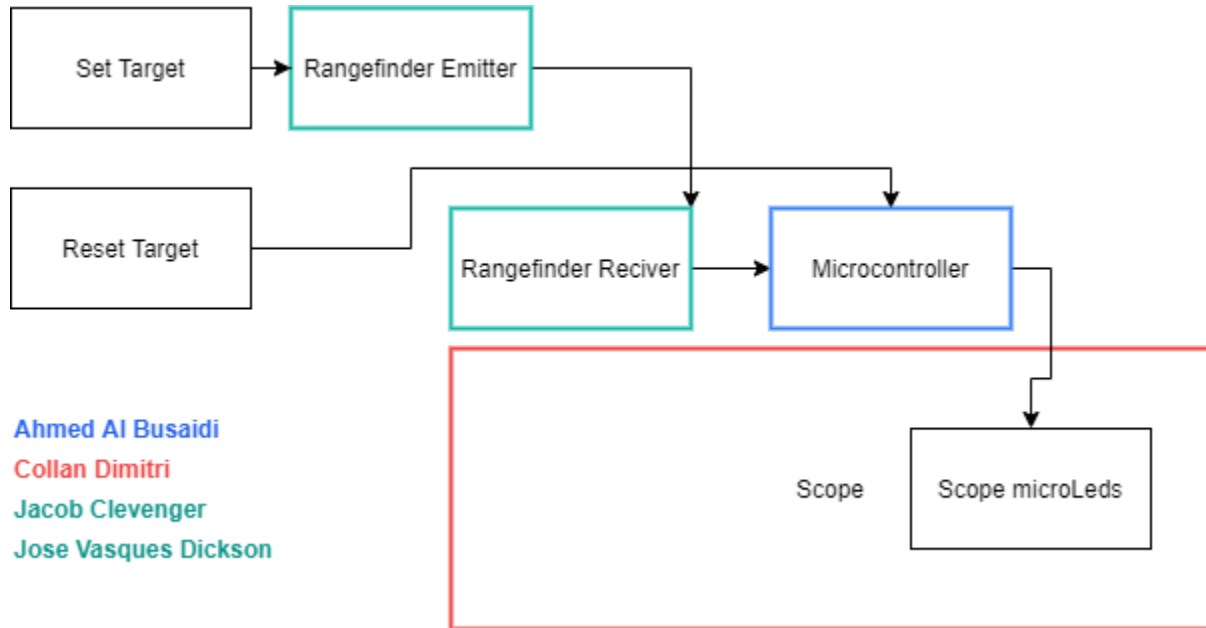 Set Target
Rangefinder Emitter
Reset Target
Rangefinder Reciver
Microcontroller
Ahmed Al Busaidi
Collan Dimitri
Jacob Clevenger
Jose Vasques Dickson
Scope
Scope microLeds